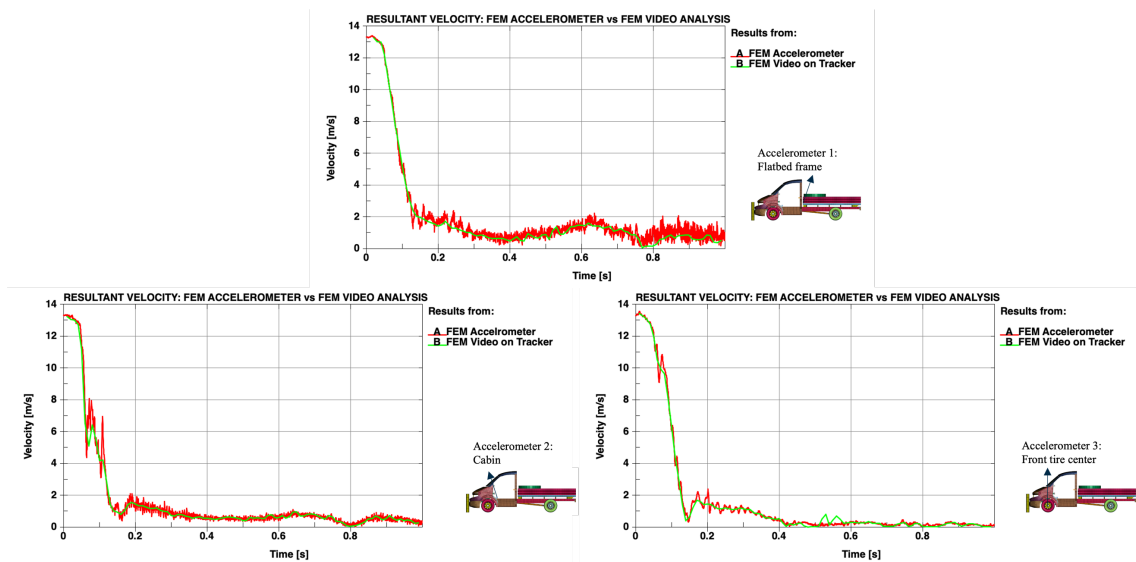 RESULTANT VELOCITY: FEM ACCELEROMETER vs FEM VIDEO ANALYSIS
Results from:
A FEM Accelerometer
B FEM Video on Tracker
14
12
10
8
6
4
2
0
Velocity [m/s]
0
0.2
0.4
0.6
0.8
Time [s]
Accelerometer 1:
Flatbed frame
RESULTANT VELOCITY: FEM ACCELEROMETER vs FEM VIDEO ANALYSIS
Results from:
A FEM Accelrometer
B FEM Video on Tracker
14
12
10
8
6
4
2
0
Velocity [m/s]
0
0.2
0.4
0.6
0.8
Time [s]
Accelerometer 2:
Cabin
RESULTANT VELOCITY: FEM ACCELEROMETER vs FEM VIDEO ANALYSIS
Results from:
A FEM Accelerometer
B FEM Video on Tracker
14
12
10
8
6
4
2
0
Velocity [m/s]
0
0.2
0.4
0.6
0.8
Time [s]
Accelerometer 3:
Front tire center